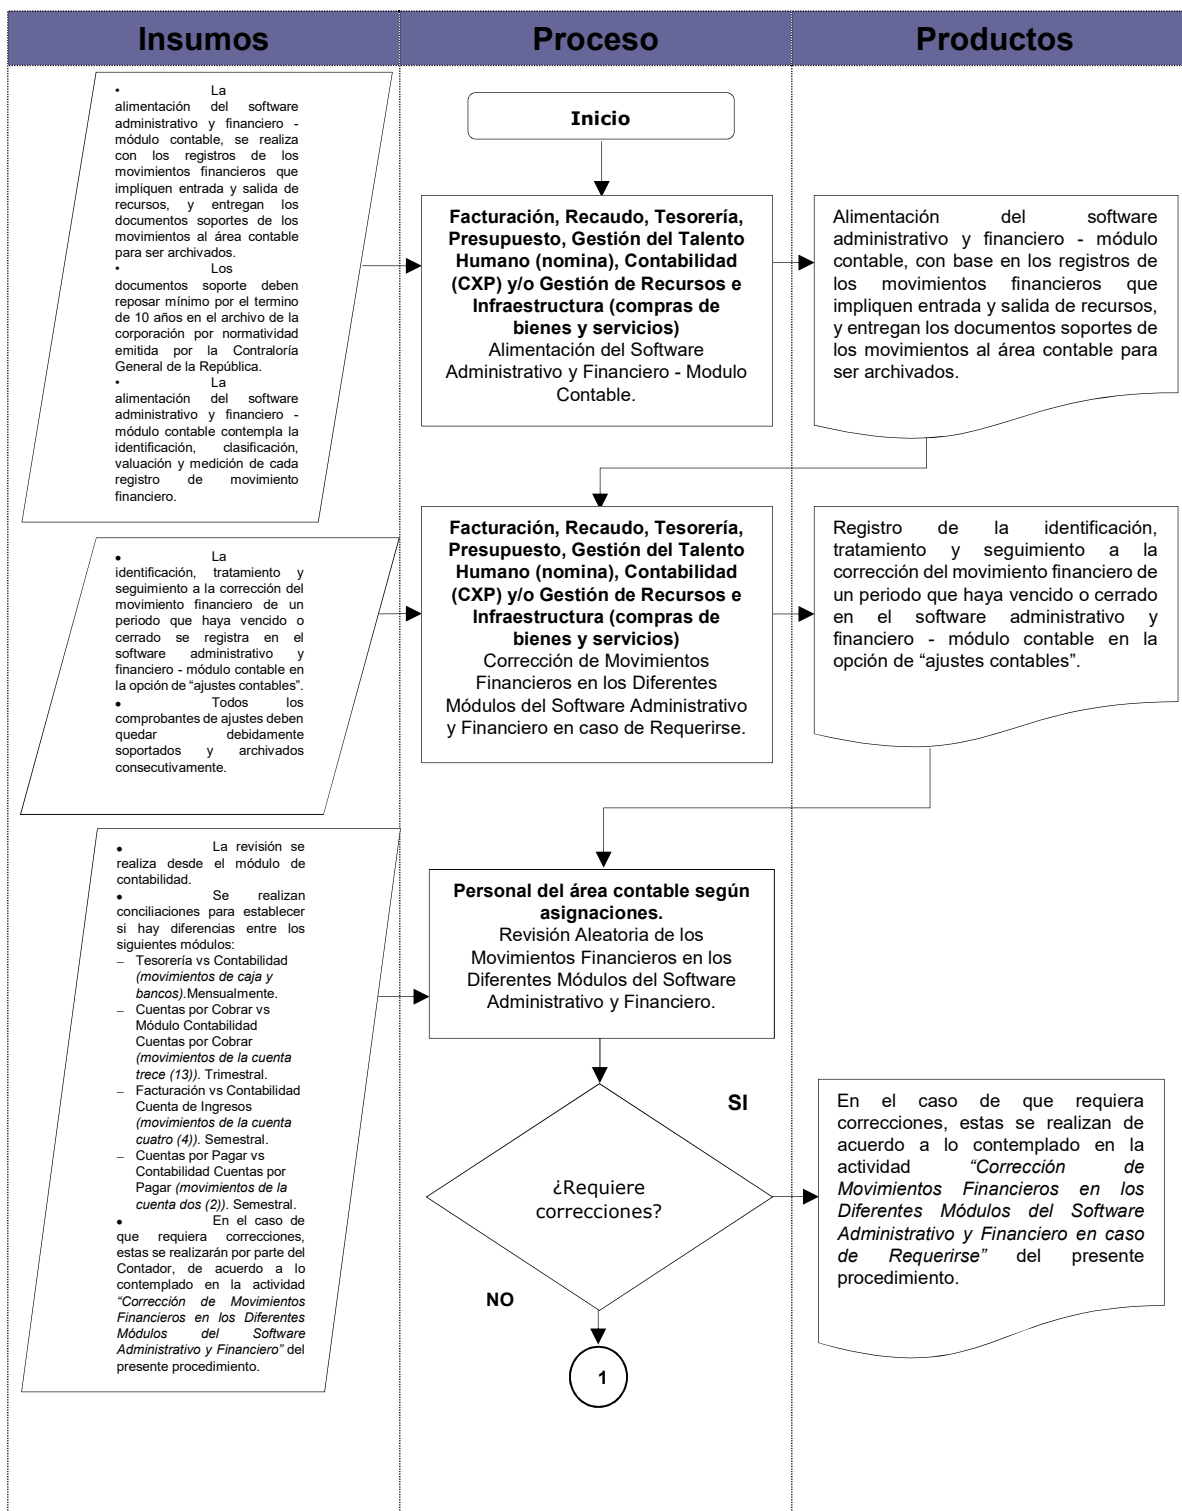 Insumos
Proceso
Productos
• La
alimentación del software
administrativo y financiero -
módulo contable, se realiza
con los registros de los
movimientos financieros que
impliquen entrada y salida de
recursos, y entregan los
documentos soportes de los
movimientos al área contable
para ser archivados.
• Los
documentos soporte deben
reposar mínimo por el termino
de 10 años en el archivo de la
corporación por normatividad
emitida por la Contraloría
General de la República.
• La
alimentación del software
administrativo y financiero -
módulo contable contempla la
identificación, clasificación,
valuación y medición de cada
registro de movimiento
financiero.
Inicio
Facturación, Recaudo, Tesorería,
Presupuesto, Gestión del Talento
Humano (nomina), Contabilidad
(CXP) y/o Gestión de Recursos e
Infraestructura (compras de
bienes y servicios)
Alimentación del Software
Administrativo y Financiero - Modulo
Contable.
Alimentación del software
administrativo y financiero - módulo
contable, con base en los registros de
los movimientos financieros que
impliquen entrada y salida de recursos,
y entregan los documentos soportes de
los movimientos al área contable para
ser archivados.
• La
identificación, tratamiento y
seguimiento a la corrección del
movimiento financiero de un
periodo que haya vencido o
cerrado se registra en el
software administrativo y
financiero - módulo contable en
la opción de “ajustes contables”.
• Todos los
comprobantes de ajustes deben
quedar debidamente
soportados y archivados
consecutivamente.
Facturación, Recaudo, Tesorería,
Presupuesto, Gestión del Talento
Humano (nomina), Contabilidad
(CXP) y/o Gestión de Recursos e
Infraestructura (compras de
bienes y servicios)
Corrección de Movimientos
Financieros en los Diferentes
Módulos del Software Administrativo
y Financiero en caso de Requerirse.
Registro de la identificación,
tratamiento y seguimiento a la
corrección del movimiento financiero de
un periodo que haya vencido o cerrado
en el software administrativo y
financiero - módulo contable en la
opción de “ajustes contables”.
• La revisión se
realiza desde el módulo de
contabilidad.
• Se realizan
conciliaciones para establecer
si hay diferencias entre los
siguientes módulos:
– Tesorería vs Contabilidad
(movimientos de caja y
bancos).Mensualmente.
– Cuentas por Cobrar vs
Módulo Contabilidad
Cuentas por Cobrar
(movimientos de la cuenta
trece (13)). Trimestral.
– Facturación vs Contabilidad
Cuenta de Ingresos
(movimientos de la cuenta
cuatro (4)). Semestral.
– Cuentas por Pagar vs
Contabilidad Cuentas por
Pagar (movimientos de la
cuenta dos (2)). Semestral.
• En el caso de
que requiera correcciones,
estas se realizarán por parte del
Contador, de acuerdo a lo
contemplado en la actividad
“Corrección de Movimientos
Financieros en los Diferentes
Módulos del Software
Administrativo y Financiero” del
presente procedimiento.
Personal del área contable según
asignaciones.
Revisión Aleatoria de los
Movimientos Financieros en los
Diferentes Módulos del Software
Administrativo y Financiero.
¿Requiere
correcciones?
SI
NO
1
En el caso de que requiera
correcciones, estas se realizan de
acuerdo a lo contemplado en la
actividad “Corrección de
Movimientos Financieros en los
Diferentes Módulos del Software
Administrativo y Financiero en caso
de Requerirse” del presente
procedimiento.